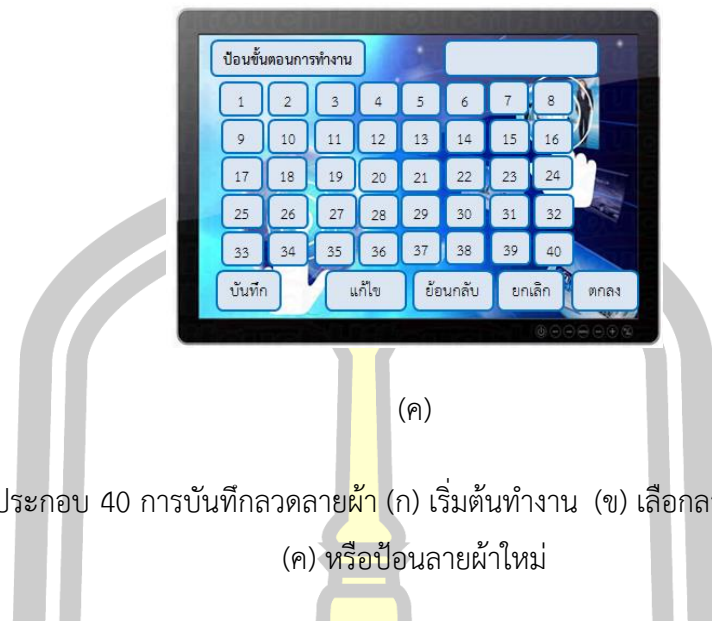 ป้อนขั้นตอนการทำงาน
1 2 3 4 5 6 7 8
9 10 11 12 13 14 15 16
17 18 19 20 21 22 23 24
25 26 27 28 29 30 31 32
33 34 35 36 37 38 39 40
บันทึก แก้ไข ย้อนกลับ ยกเลิก ตกลง
(ค)
ประกอบ 40 การบันทึกลวดลายผ้า (ก) เริ่มต้นทำงาน (ข) เลือกล
(ค) หรือป้อนลายผ้าใหม่